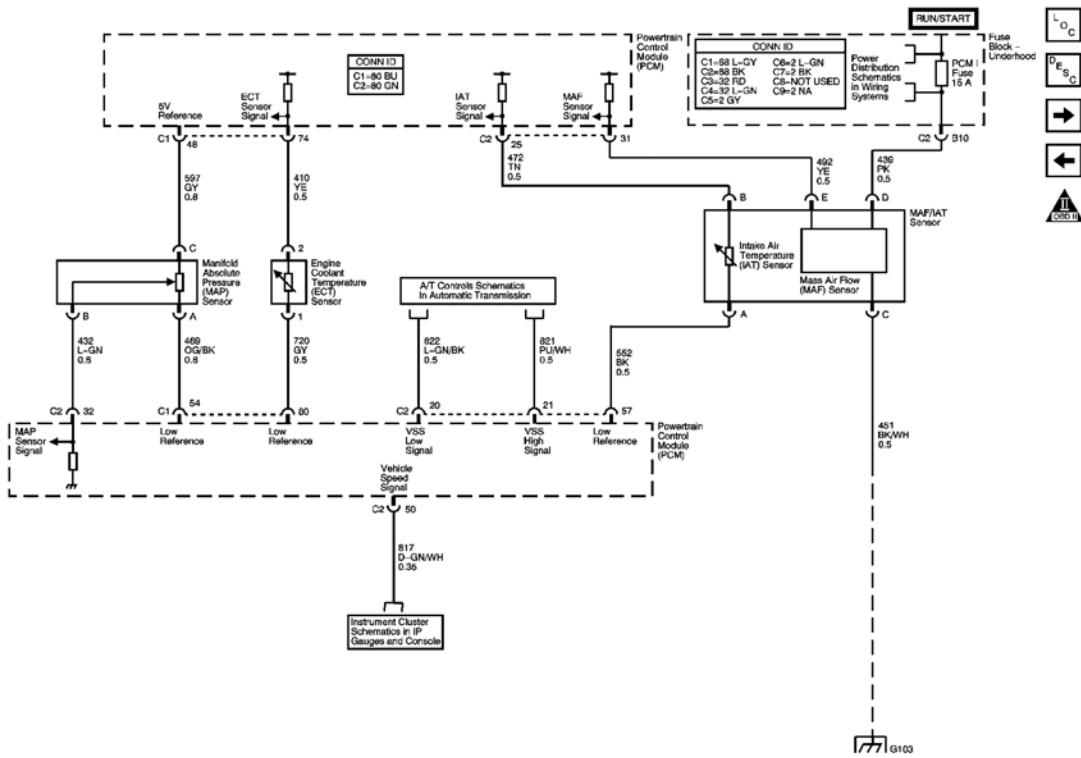 RUN/START
L
O
C
Powertrain
Control
Module
(PCM)
Fuse
Block -
Underhood
CONN ID
C1=80 BU
C2=80 GN
CONN ID
C1=68 L-GY
C2=68 BK
C3=32 RD
C4=32 L-GN
C5=2 GY
C6=2 L-GN
C7=2 BK
C8-NOT USED
C9=2 NA
Power
Distribution
Schematics
in Wiring
Systems
PCM I
Fuse
15 A
D
E
S
C
5V
Reference
ECT
Sensor
Signal
IAT
Sensor
Signal
MAF
Sensor
Signal
C1
48
74
C2
25
31
C2
B10
472
TN
0.5
597
GY
0.8
410
YE
0.5
492
YE
0.5
439
PK
0.5
II
OBD II
B
E
D
MAF/IAT
Sensor
C
2
Manifold
Absolute
Pressure
(MAP)
Sensor
Engine
Coolant
Temperature
(ECT)
Sensor
A/T Controls Schematics
In Automatic Transmission
Intake Air
Temperature
(IAT) Sensor
Mass Air Flow
(MAF) Sensor
B
A
1
A
C
432
L-GN
0.8
469
OG/BK
0.8
720
GY
0.5
822
L-GN/BK
0.5
821
PU/WH
0.5
552
BK
0.5
C2
32
C1
54
80
C2
20
21
57
MAP
Sensor
Signal
Low
Reference
Low
Reference
VSS
Low
Signal
VSS
High
Signal
Low
Reference
Powertrain
Control
Module
(PCM)
451
BK/WH
0.5
Vehicle
Speed
Signal
C2
50
817
D-GN/WH
0.35
Instrument Cluster
Schematics in IP
Gauges and Console
G103